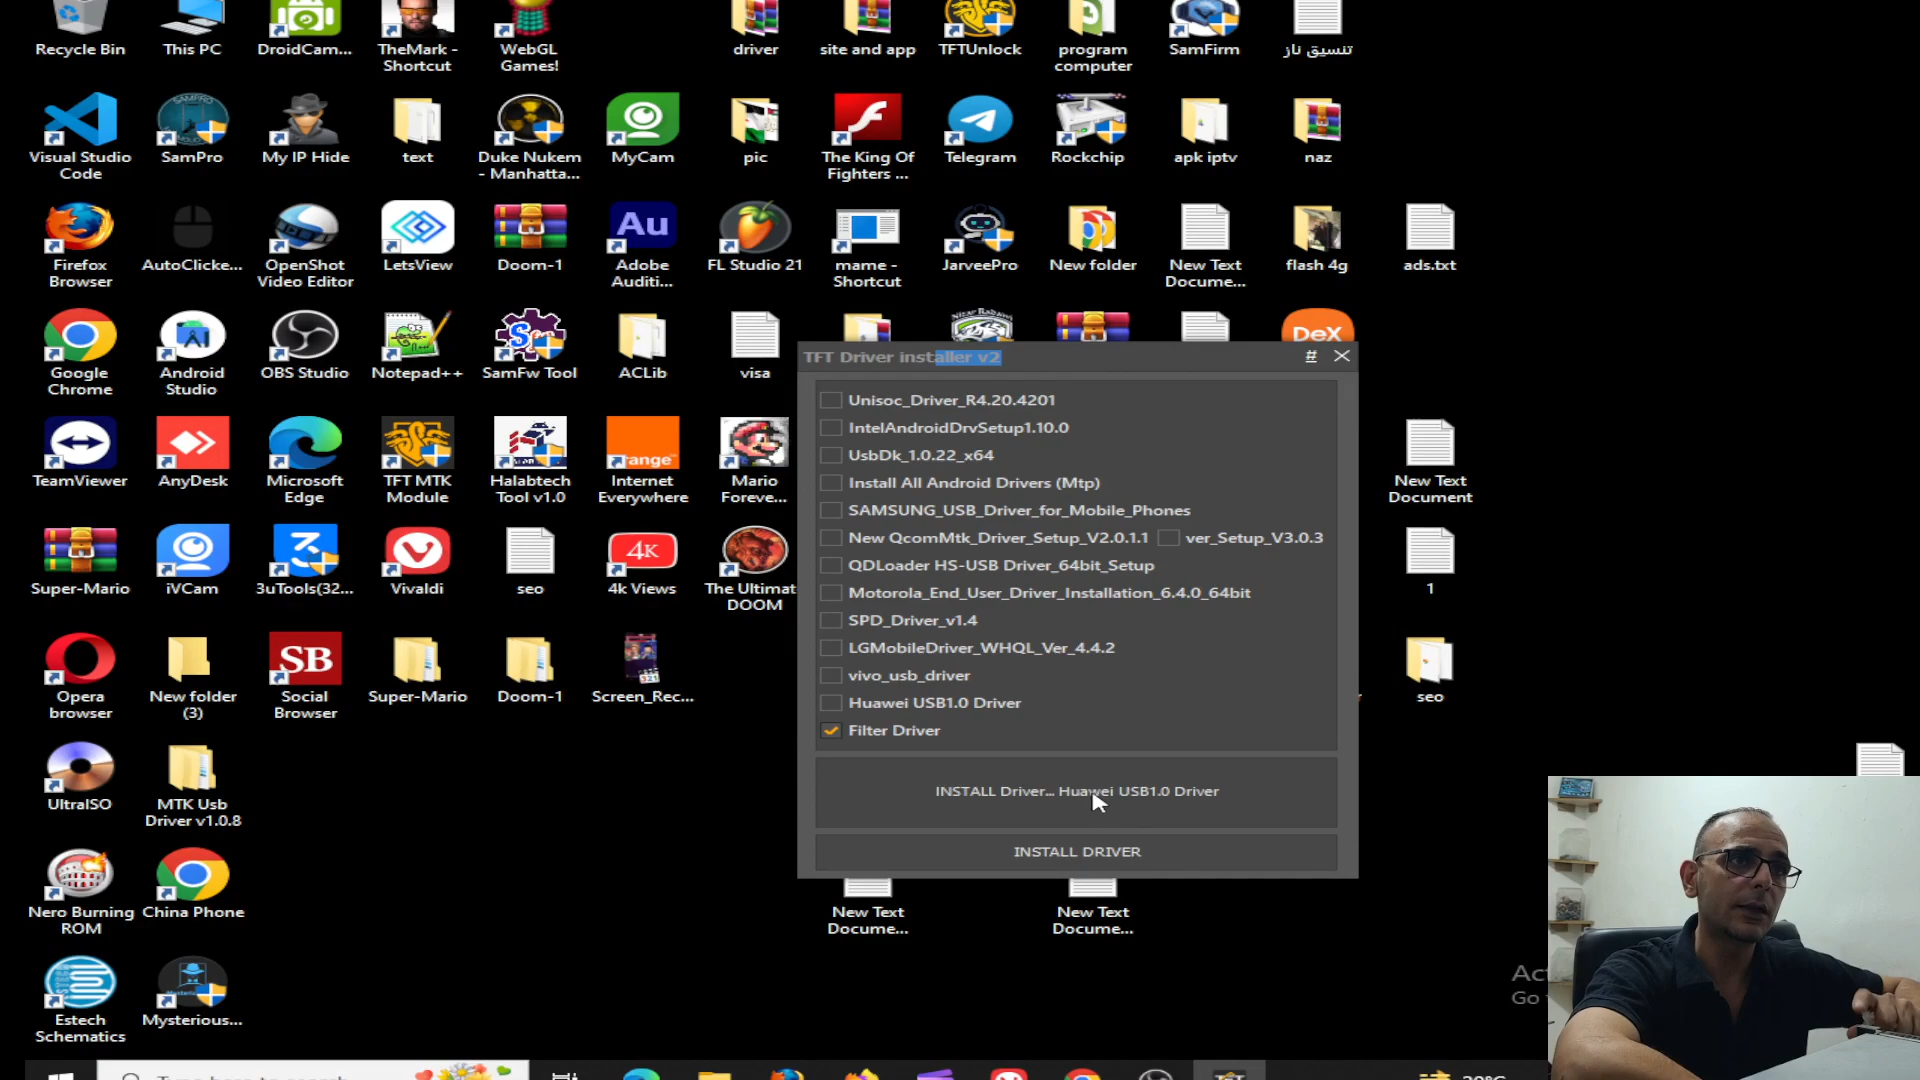 Recycle Bin
This PC
DroidCam...
TheMark -
Shortcut
WebGL
Games!
driver
site and app
TFTUnlock
program
computer
SamFirm
تنسيق ناز
Visual Studio
Code
SamPro
My IP Hide
text
Duke Nukem
- Manhatta...
MyCam
pic
The King Of
Fighters ...
Telegram
Rockchip
apk iptv
naz
Firefox
Browser
AutoClicke...
OpenShot
Video Editor
LetsView
Doom-1
Au
Adobe
Auditi...
FL Studio 21
mame -
Shortcut
JarveePro
New folder
New Text
Docume...
flash 4g
ads.txt
Google
Chrome
Android
Studio
OBS Studio
Notepad++
SamFw Tool
ACLib
visa
DeX
TeamViewer
AnyDesk
Microsoft
Edge
TFT MTK
Module
Halabtech
Tool v1.0
Internet
Everywhere
Mario
Foreve...
New Text
Document
Super-Mario
iVCam
3uTools(32...
Vivaldi
seo
4K
4k Views
The Ultimat
DOOM
1
Opera
browser
New folder
(3)
SB
Social
Browser
Super-Mario
Doom-1
Screen_Rec...
seo
UltraISO
MTK Usb
Driver v1.0.8
Nero Burning
ROM
China Phone
New Text
Docume...
New Text
Docume...
Estech
Schematics
Mysterious...
TFT Driver installer v2
#
Unisoc_Driver_R4.20.4201
IntelAndroidDrvSetup1.10.0
UsbDk_1.0.22_x64
Install All Android Drivers (Mtp)
SAMSUNG_USB_Driver_for_Mobile_Phones
New QcomMtk_Driver_Setup_V2.0.1.1 ver_Setup_V3.0.3
QDLoader HS-USB Driver_64bit_Setup
Motorola_End_User_Driver_Installation_6.4.0_64bit
SPD_Driver_v1.4
LGMobileDriver_WHQL_Ver_4.4.2
vivo_usb_driver
Huawei USB1.0 Driver
Filter Driver
INSTALL Driver... Huawei USB1.0 Driver
INSTALL DRIVER
Go
Type here to search